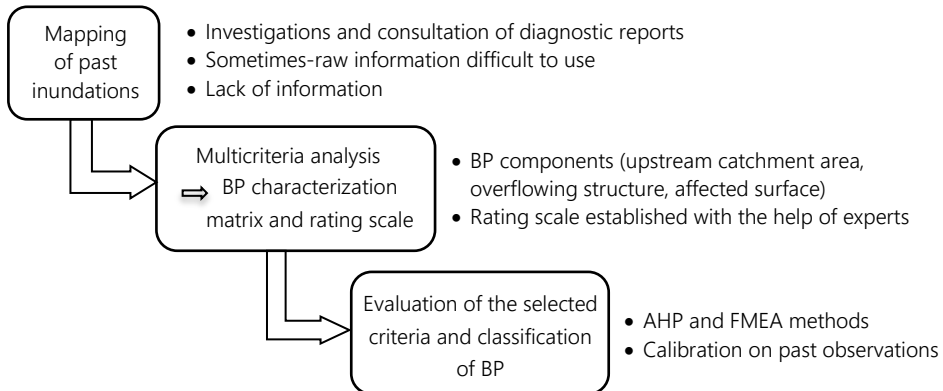 Mapping
of past
inundations
• Investigations and consultation of diagnostic reports
• Sometimes-raw information difficult to use
• Lack of information
Multicriteria analysis
⇨ BP characterization
matrix and rating scale
• BP components (upstream catchment area,
overflowing structure, affected surface)
• Rating scale established with the help of experts
Evaluation of the selected
criteria and classification
of BP
• AHP and FMEA methods
• Calibration on past observations